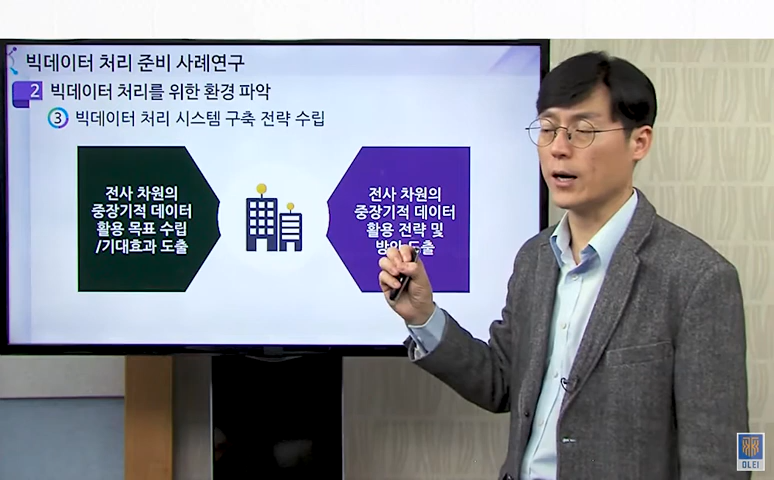 빅데이터 처리 준비 사례연구
2 빅데이터 처리를 위한 환경 파악
③ 빅데이터 처리 시스템 구축 전략 수립
전사 차원의
중장기적 데이터
활용 목표 수립
/기대효과 도출
전사 차원의
중장기적 데이터
활용 전략 및
방안 도출
OLEI